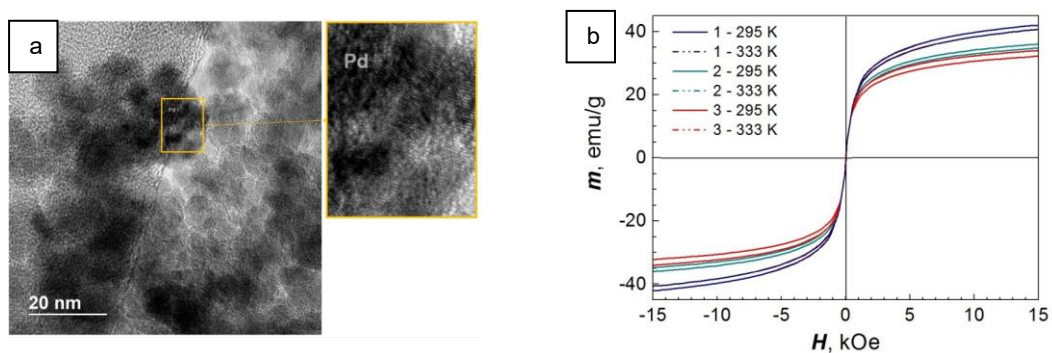 a
Pd
Pd
20 nm
b
40
20
0
-20
-40
m, emu/g
1 - 295 K
1 - 333 K
2 - 295 K
2 - 333 K
3 - 295 K
3 - 333 K
-15 -10 -5 0 5 10 15
H, kOe